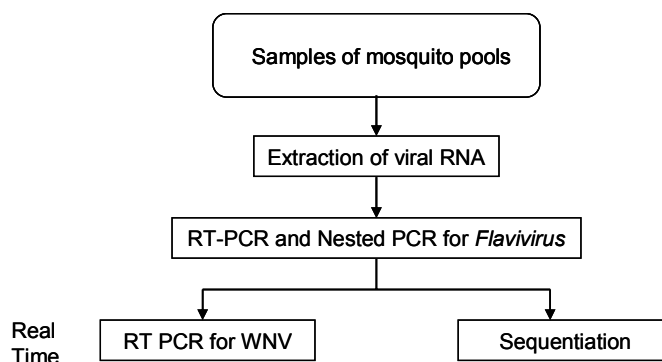 Samples of mosquito pools
Extraction of viral RNA
RT-PCR and Nested PCR for Flavivirus
Real
Time
RT PCR for WNV
Sequentiation